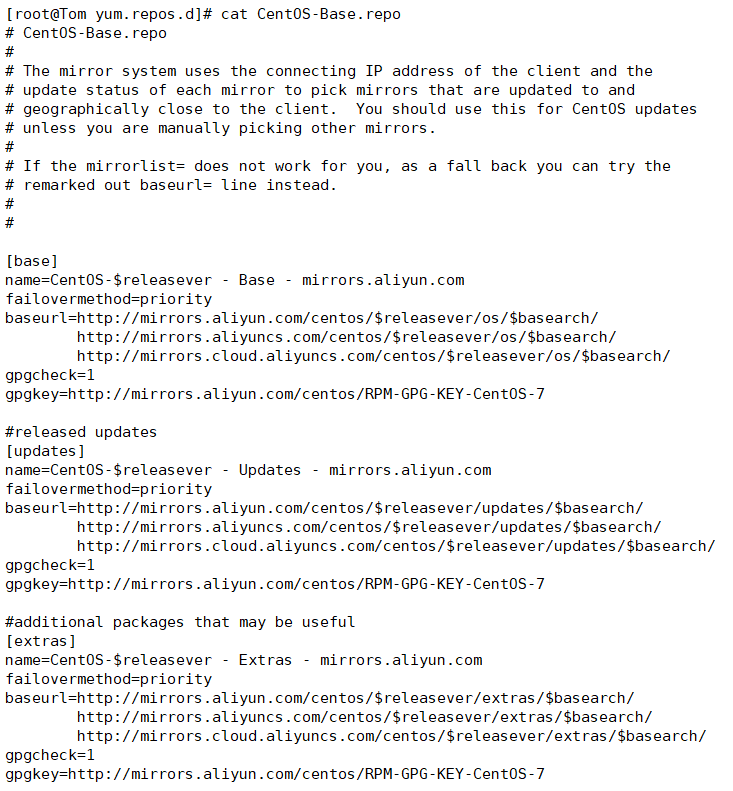 [root@Tom yum.repos.d]# cat CentOS-Base.repo
# CentOS-Base.repo
#
# The mirror system uses the connecting IP address of the client and the
# update status of each mirror to pick mirrors that are updated to and
# geographically close to the client.  You should use this for CentOS updates
# unless you are manually picking other mirrors.
#
# If the mirrorlist= does not work for you, as a fall back you can try the
# remarked out baseurl= line instead.
#
#

[base]
name=CentOS-$releasever - Base - mirrors.aliyun.com
failovermethod=priority
baseurl=http://mirrors.aliyun.com/centos/$releasever/os/$basearch/
        http://mirrors.aliyuncs.com/centos/$releasever/os/$basearch/
        http://mirrors.cloud.aliyuncs.com/centos/$releasever/os/$basearch/
gpgcheck=1
gpgkey=http://mirrors.aliyun.com/centos/RPM-GPG-KEY-CentOS-7

#released updates
[updates]
name=CentOS-$releasever - Updates - mirrors.aliyun.com
failovermethod=priority
baseurl=http://mirrors.aliyun.com/centos/$releasever/updates/$basearch/
        http://mirrors.aliyuncs.com/centos/$releasever/updates/$basearch/
        http://mirrors.cloud.aliyuncs.com/centos/$releasever/updates/$basearch/
gpgcheck=1
gpgkey=http://mirrors.aliyun.com/centos/RPM-GPG-KEY-CentOS-7

#additional packages that may be useful
[extras]
name=CentOS-$releasever - Extras - mirrors.aliyun.com
failovermethod=priority
baseurl=http://mirrors.aliyun.com/centos/$releasever/extras/$basearch/
        http://mirrors.aliyuncs.com/centos/$releasever/extras/$basearch/
        http://mirrors.cloud.aliyuncs.com/centos/$releasever/extras/$basearch/
gpgcheck=1
gpgkey=http://mirrors.aliyun.com/centos/RPM-GPG-KEY-CentOS-7